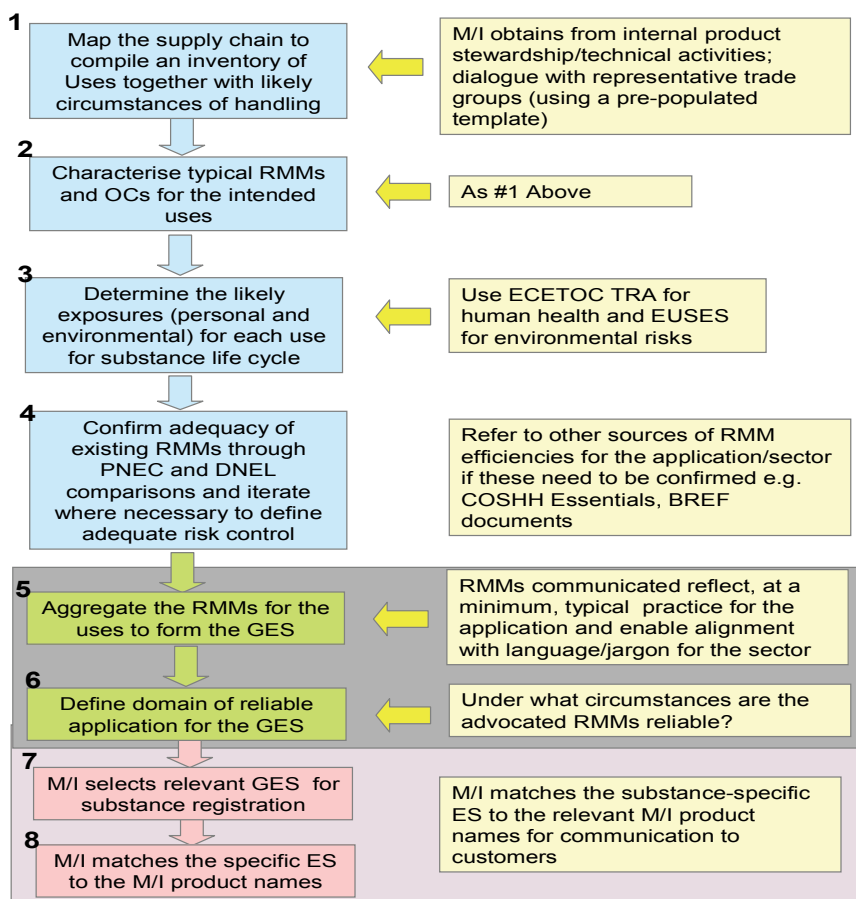 1
Map the supply chain to
compile an inventory of
Uses together with likely
circumstances of handling
M/I obtains from internal product
stewardship/technical activities;
dialogue with representative trade
groups (using a pre-populated
template)
2
Characterise typical RMMs
and OCs for the intended
uses
As #1 Above
3
Determine the likely
exposures (personal and
environmental) for each use
for substance life cycle
Use ECETOC TRA for
human health and EUSES
for environmental risks
4
Confirm adequacy of
existing RMMs through
PNEC and DNEL
comparisons and iterate
where necessary to define
adequate risk control
Refer to other sources of RMM
efficiencies for the application/sector
if these need to be confirmed e.g.
COSHH Essentials, BREF
documents
5
Aggregate the RMMs for the
uses to form the GES
RMMs communicated reflect, at a
minimum, typical practice for the
application and enable alignment
with language/jargon for the sector
6
Define domain of reliable
application for the GES
Under what circumstances are the
advocated RMMs reliable?
7
M/I selects relevant GES for
substance registration
M/I matches the substance-specific
ES to the relevant M/I product
names for communication to
customers
8
M/I matches the specific ES
to the M/I product names